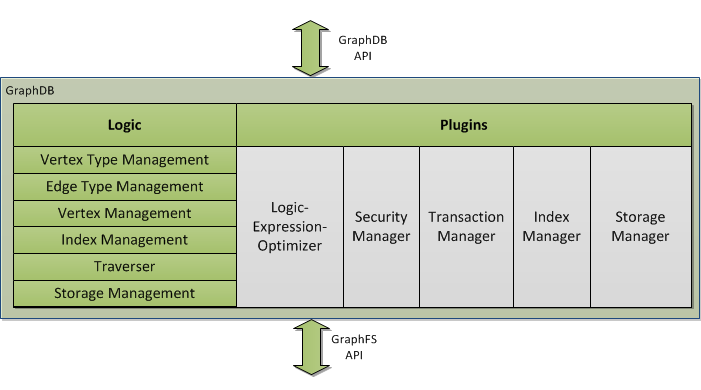 GraphDB
API
GraphDB
Logic
Plugins
Vertex Type Management
Edge Type Management
Vertex Management
Index Management
Traverser
Storage Management
Logic-
Expression-
Optimizer
Security
Manager
Transaction
Manager
Index
Manager
Storage
Manager
GraphFS
API